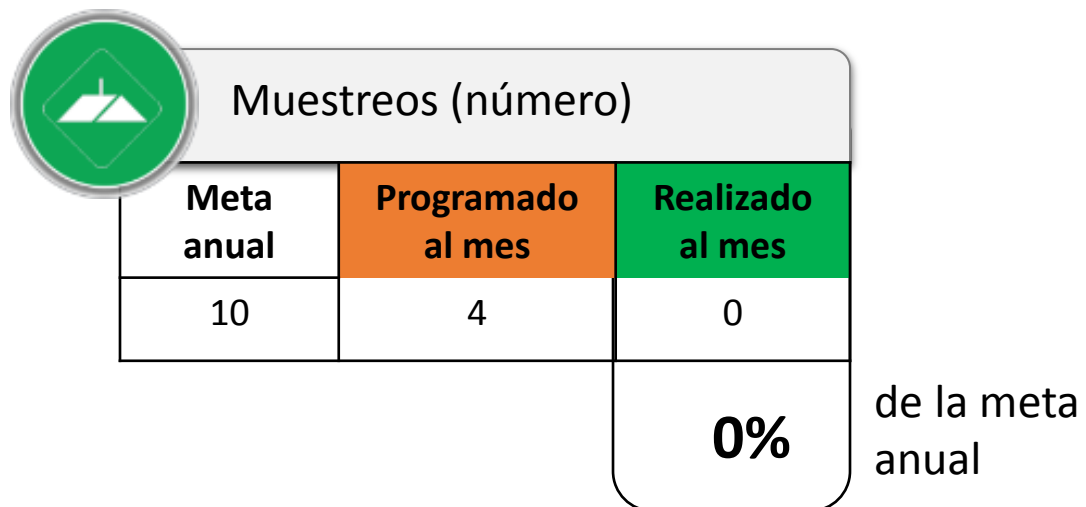 Muestreos (número)
Meta anual
Programado al mes
Realizado al mes
10
4
0
0%
de la meta
anual